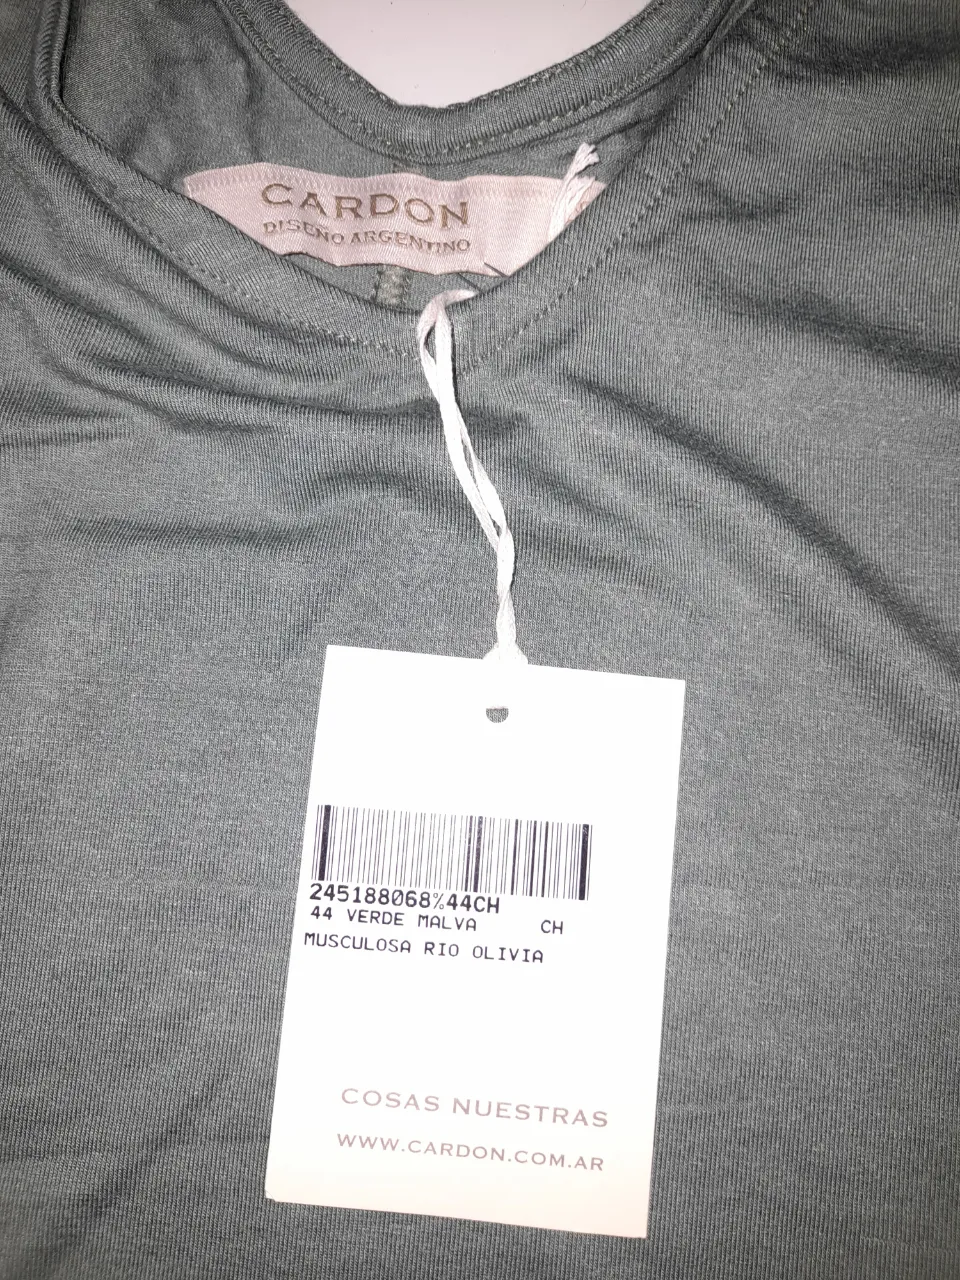 CARDON
DISEÑO ARGENTINO
245188068%44CH
44 VERDE MALVA CH
MUSCULOSA RIO OLIVIA
COSAS NUESTRAS
WWW.CARDON.COM.AR